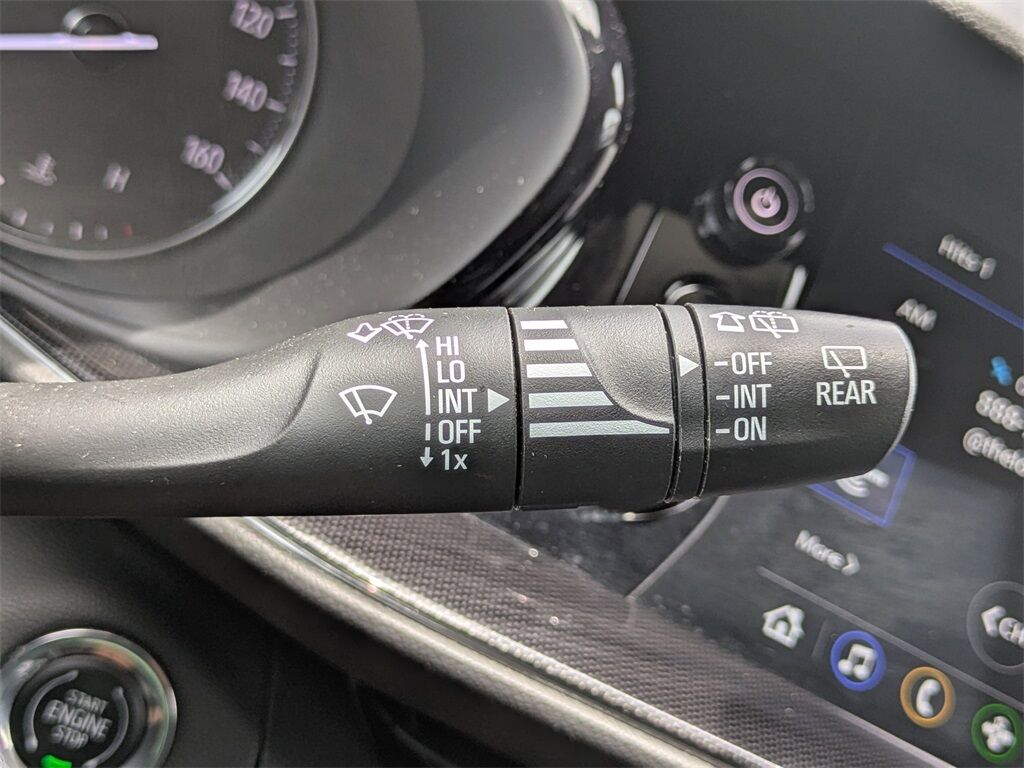 120
140
160
H
HI
LO
INT
OFF
1x
-OFF
-INT
-ON
REAR
AM
More
START
ENGINE
STOP